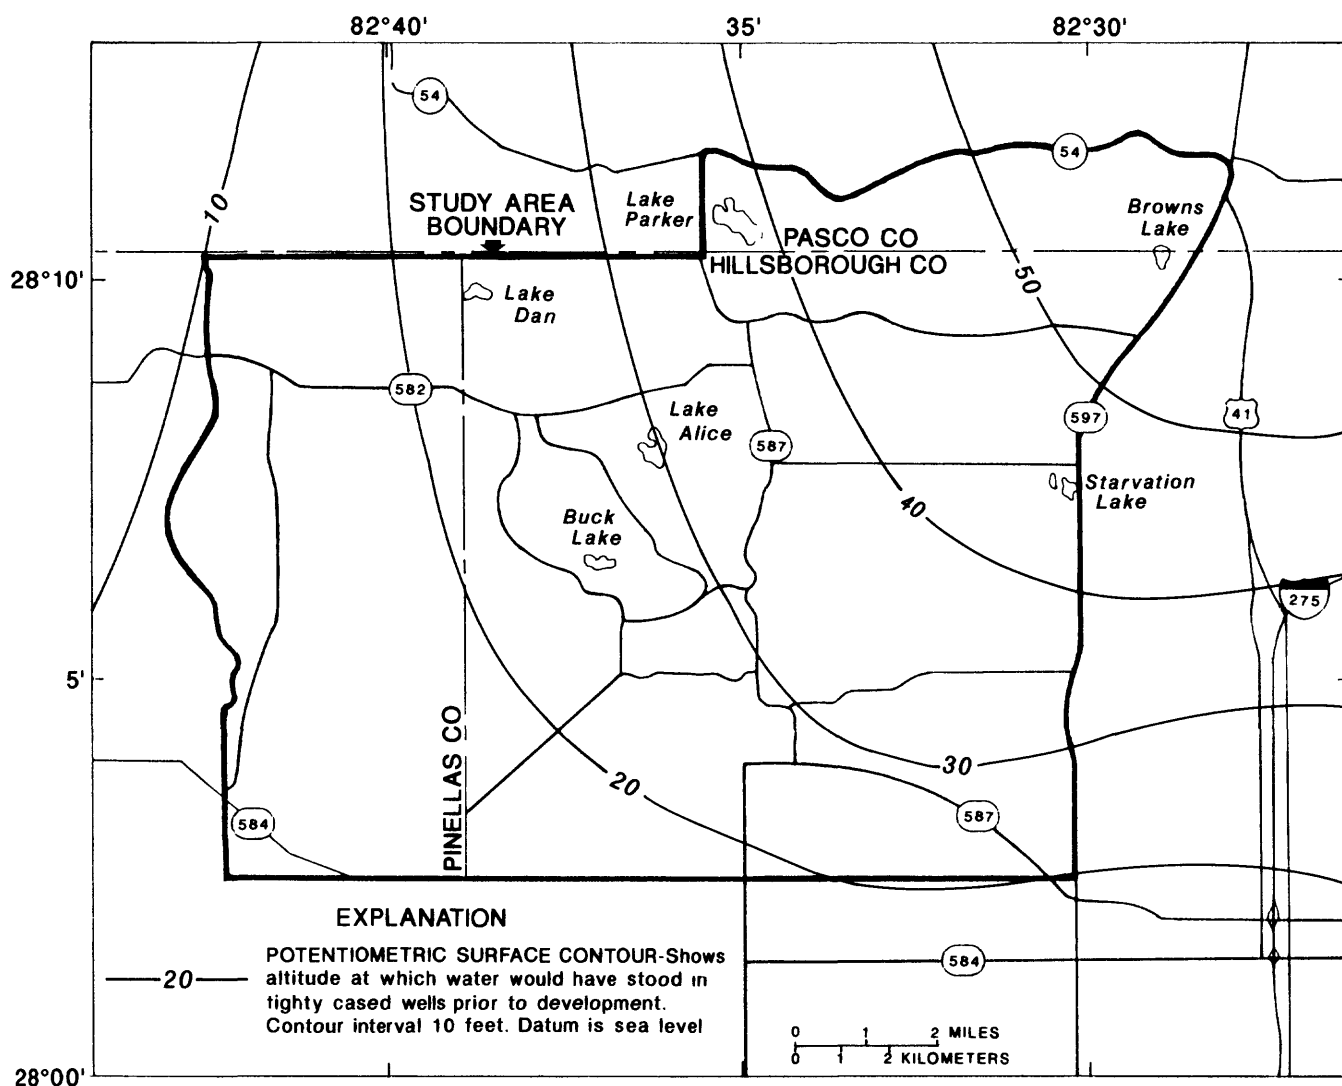 82°40'
35'
82°30'
54
54
10
STUDY AREA
BOUNDARY
Lake
Parker
Browns
Lake
PASCO CO
HILLSBOROUGH CO
28°10'
50
Lake
Dan
582
Lake
Alice
597
41
587
Starvation
Lake
40
Buck
Lake
275
5'
PINELLAS CO
30
20
587
584
EXPLANATION
POTENTIOMETRIC SURFACE CONTOUR-Shows
20 altitude at which water would have stood in
tighty cased wells prior to development.
Contour interval 10 feet. Datum is sea level
584
0 1 2 MILES
0 1 2 KILOMETERS
28°00'